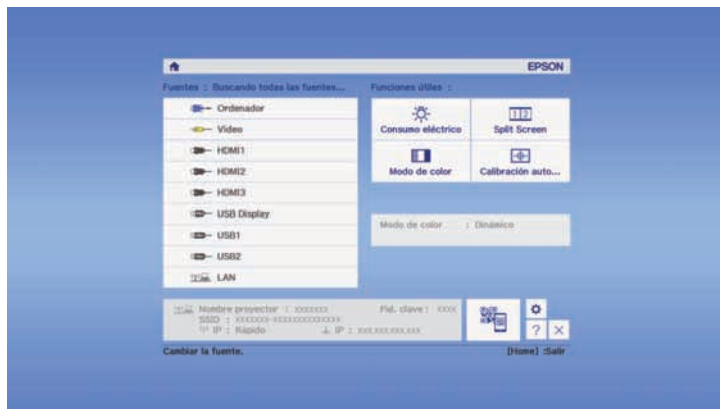 EPSON
Fuentes : Buscando todas las fuentes...
Ordenador
Video
HDMI1
HDMI2
HDMI3
USB Display
USB1
USB2
LAN
Funciones útiles :
Consumo eléctrico
Split Screen
Modo de color
Calibración auto...
Modo de color : Dinámico
Nombre proyector : xxxxxxx
Pal. clave : xxxx
SSID :
IP : Rápido
IP : xxx.xxx.xxx.xxx
Cambiar la fuente.
[Home] :Salir